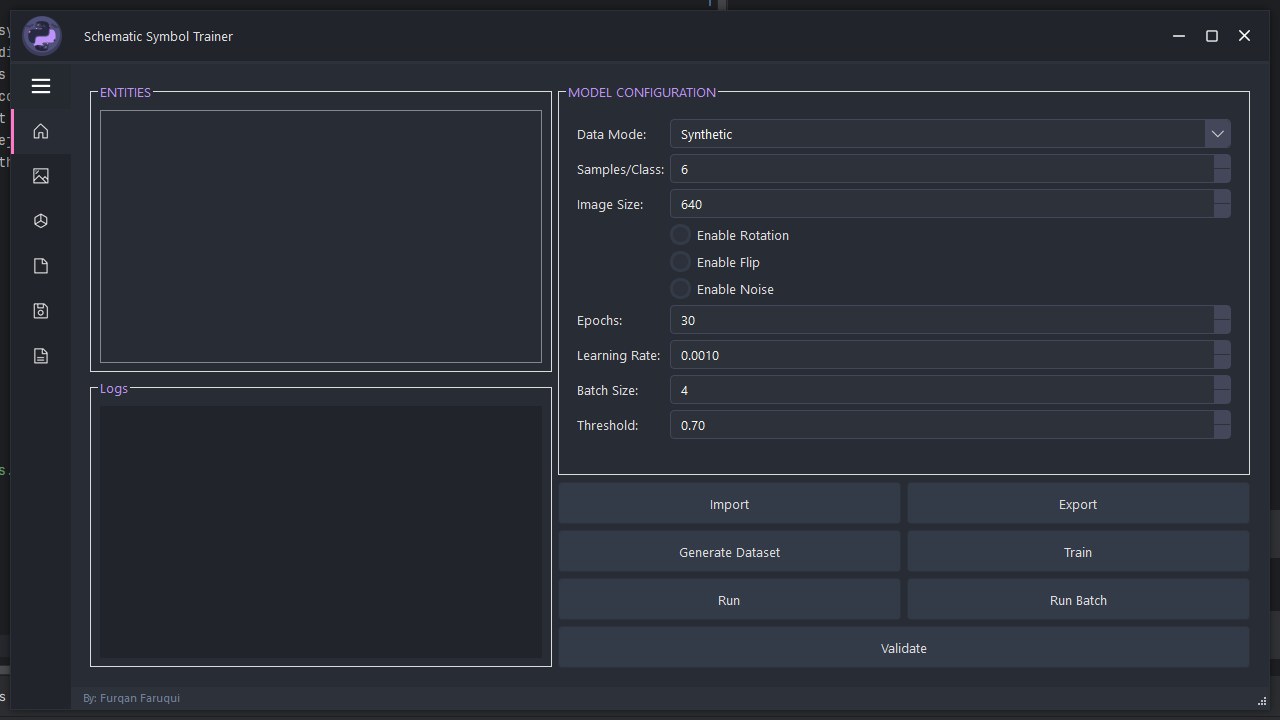 Schematic Symbol Trainer
ENTITIES
Logs
MODEL CONFIGURATION
Data Mode: Synthetic
Samples/Class: 6
Image Size: 640
Enable Rotation
Enable Flip
Enable Noise
Epochs: 30
Learning Rate: 0.0010
Batch Size: 4
Threshold: 0.70
Import Export
Generate Dataset Train
Run Run Batch
Validate
By: Furqan Faruqui